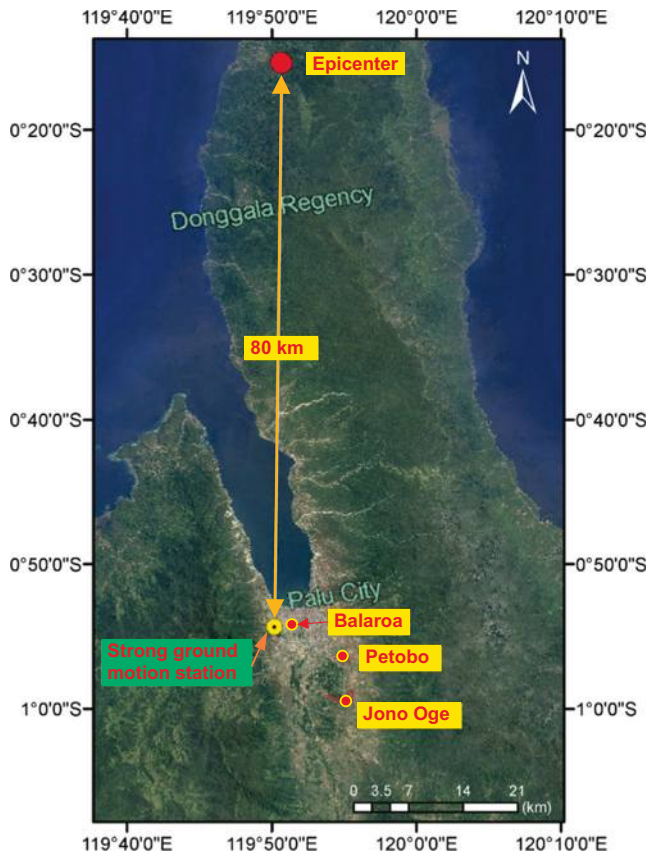 119°40'0"E 119°50'0"E 120°0'0"E 120°10'0"E
Epicenter
N
0°20'0"S 0°20'0"S
Donggala Regency
0°30'0"S 0°30'0"S
80 km
0°40'0"S 0°40'0"S
0°50'0"S 0°50'0"S
Palu City
Balaroa
Strong ground
motion station
Petobo
1°0'0"S 1°0'0"S
Jono Oge
0 3.5 7 14 21
(km)
119°40'0"E 119°50'0"E 120°0'0"E 120°10'0"E